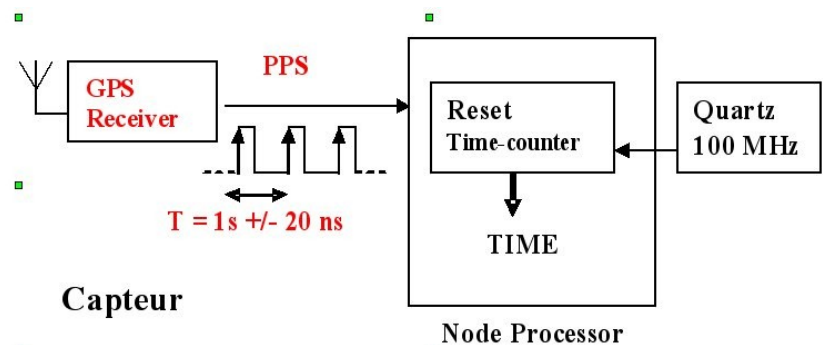 GPS
Receiver
PPS
T = 1s +/- 20 ns
Reset
Time-counter
TIME
Quartz
100 MHz
Capteur
Node Processor